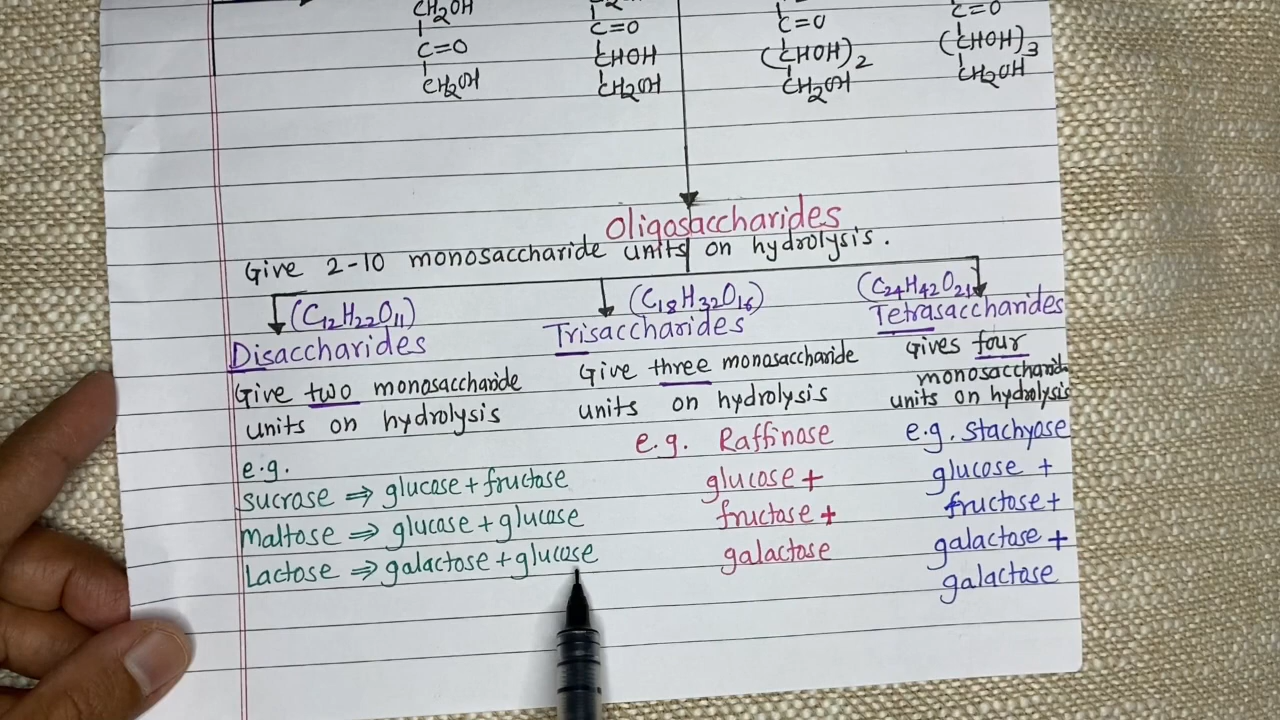 CH2OH
C=O
CH2OH
C=O
CHOH
CH2OH
C=O
(CHOH)2
CH2OH
C=O
(CHOH)3
CH2OH
Oligosaccharides
Give 2-10 monosaccharide units on hydrolysis.
(C12H22O11)
Disaccharides
Give two monosaccharide
units on hydrolysis
e.g.
Sucrose ⇒ glucose + fructose
Maltose ⇒ glucose + glucose
Lactose ⇒ galactose + glucose
(C18H32O16)
Trisaccharides
Give three monosaccharide
units on hydrolysis
e.g. Raffinose
glucose +
fructose +
galactose
(C24H42O21)
Tetrasaccharides
Gives four
monosaccharide
units on hydrolysis
e.g. Stachyose
glucose +
fructose +
galactose +
galactose